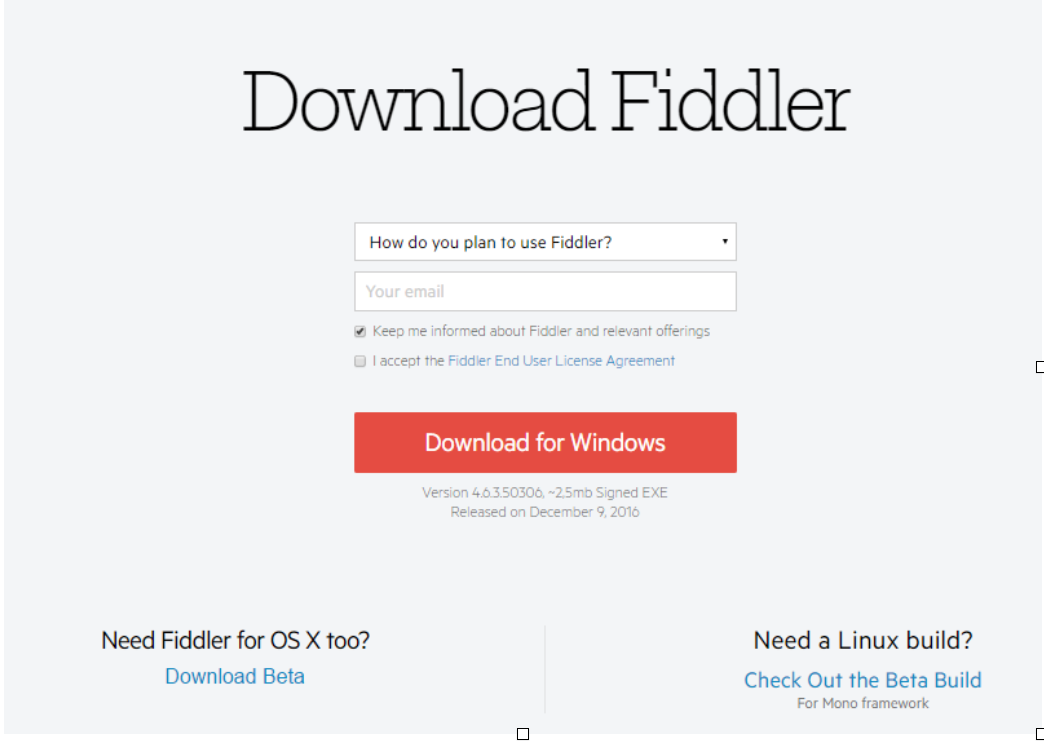 Download Fiddler
How do you plan to use Fiddler?
Your email
Keep me informed about Fiddler and relevant offerings
I accept the Fiddler End User License Agreement
Download for Windows
Version 4.6.3.50306, ~2,5mb Signed EXE
Released on December 9, 2016
Need Fiddler for OS X too?
Download Beta
Need a Linux build?
Check Out the Beta Build
For Mono framework